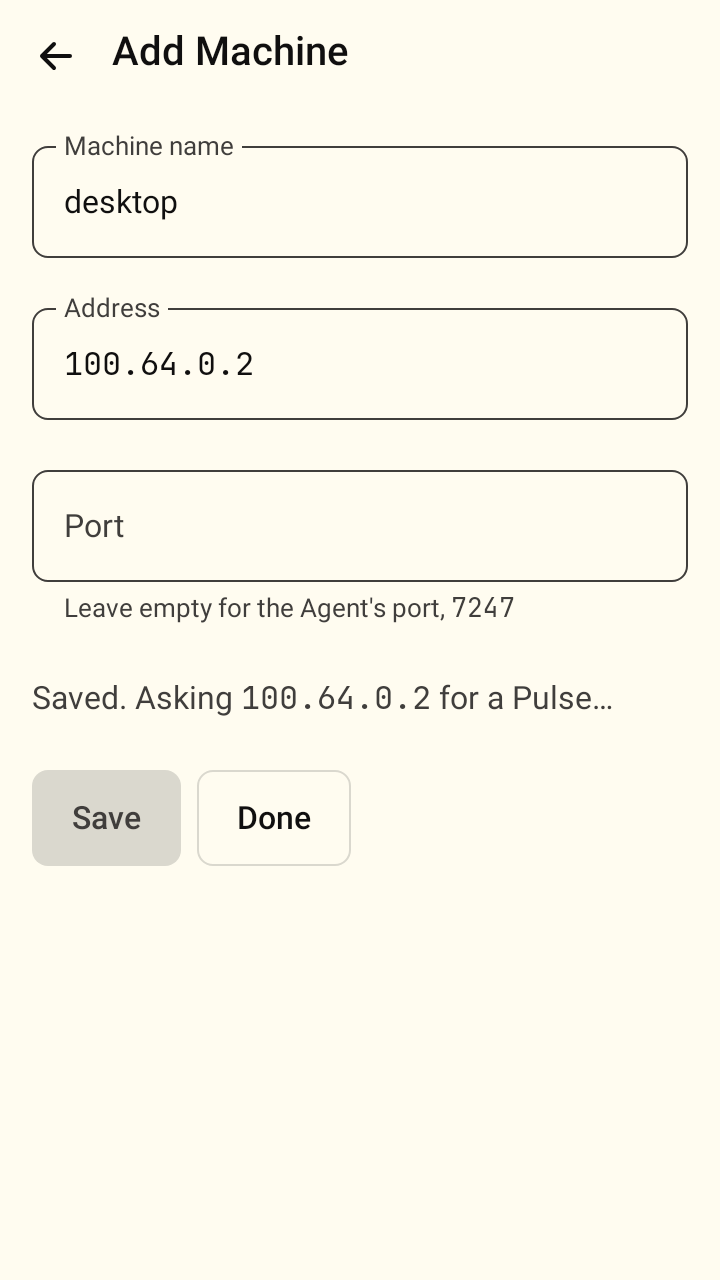 Add Machine
Machine name
desktop
Address
100.64.0.2
Port
Leave empty for the Agent's port, 7247
Saved. Asking 100.64.0.2 for a Pulse…
Save
Done